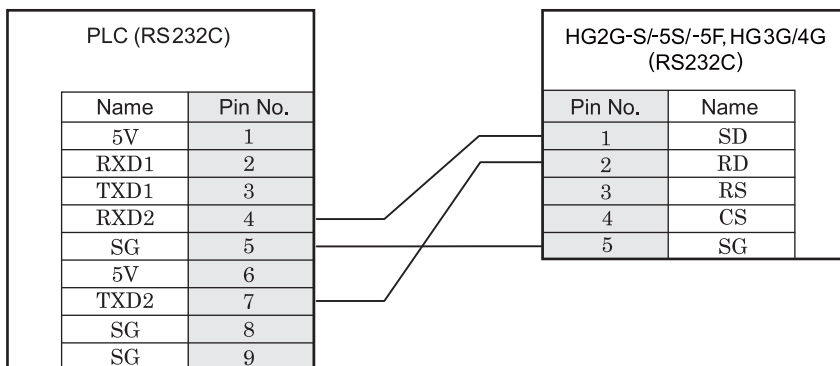 PLC (RS232C)
Name Pin No.
5V 1
RXD1 2
TXD1 3
RXD2 4
SG 5
5V 6
TXD2 7
SG 8
SG 9
HG2G-S/-5S/-5F, HG3G/4G
(RS232C)
Pin No. Name
1 SD
2 RD
3 RS
4 CS
5 SG